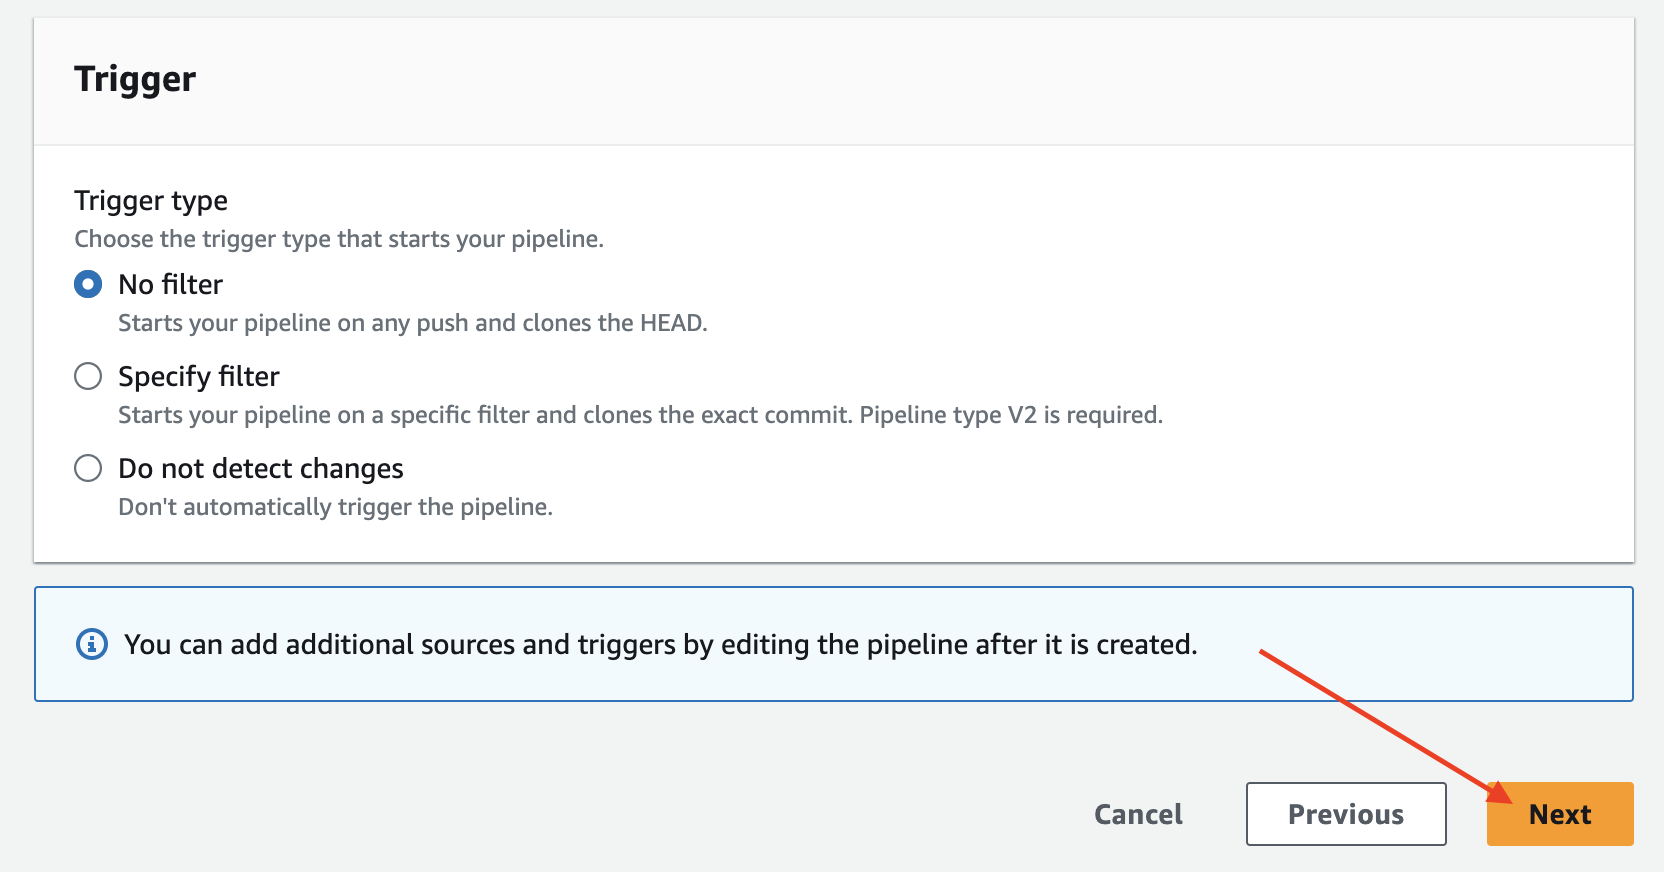 Trigger
Trigger type
Choose the trigger type that starts your pipeline.
No filter
Starts your pipeline on any push and clones the HEAD.
Specify filter
Starts your pipeline on a specific filter and clones the exact commit. Pipeline type V2 is required.
Do not detect changes
Don't automatically trigger the pipeline.
You can add additional sources and triggers by editing the pipeline after it is created.
Cancel Previous Next